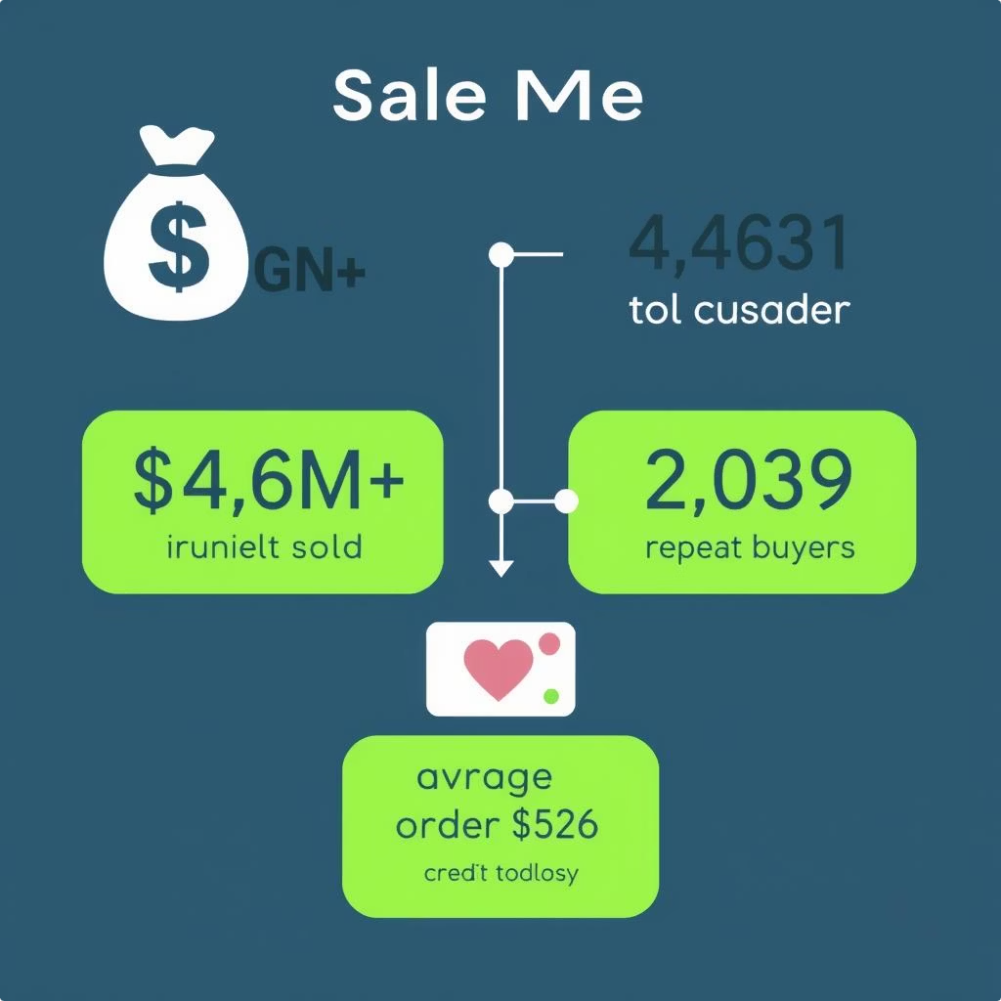 Sale Me
$
GN+
4,4631
tol cusader
$4,6M+
irunielt sold
2,039
repeat buyers
avrage
order $526
credit todlosy